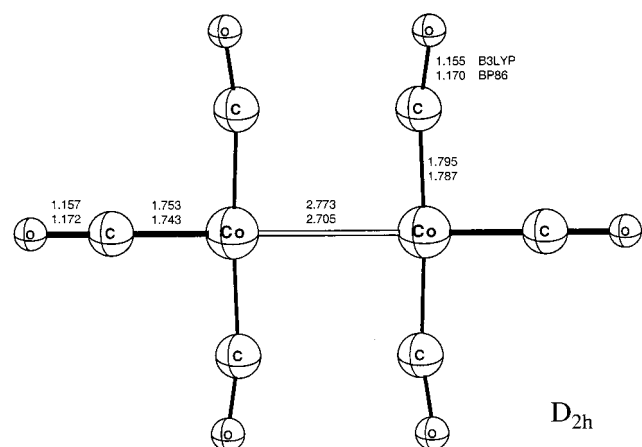 O O
1.155 B3LYP
1.170 BP86
C C
1.795
1.787
1.157 1.753 2.773
1.172 1.743 2.705
O C Co Co C O
C C
O O
D2h